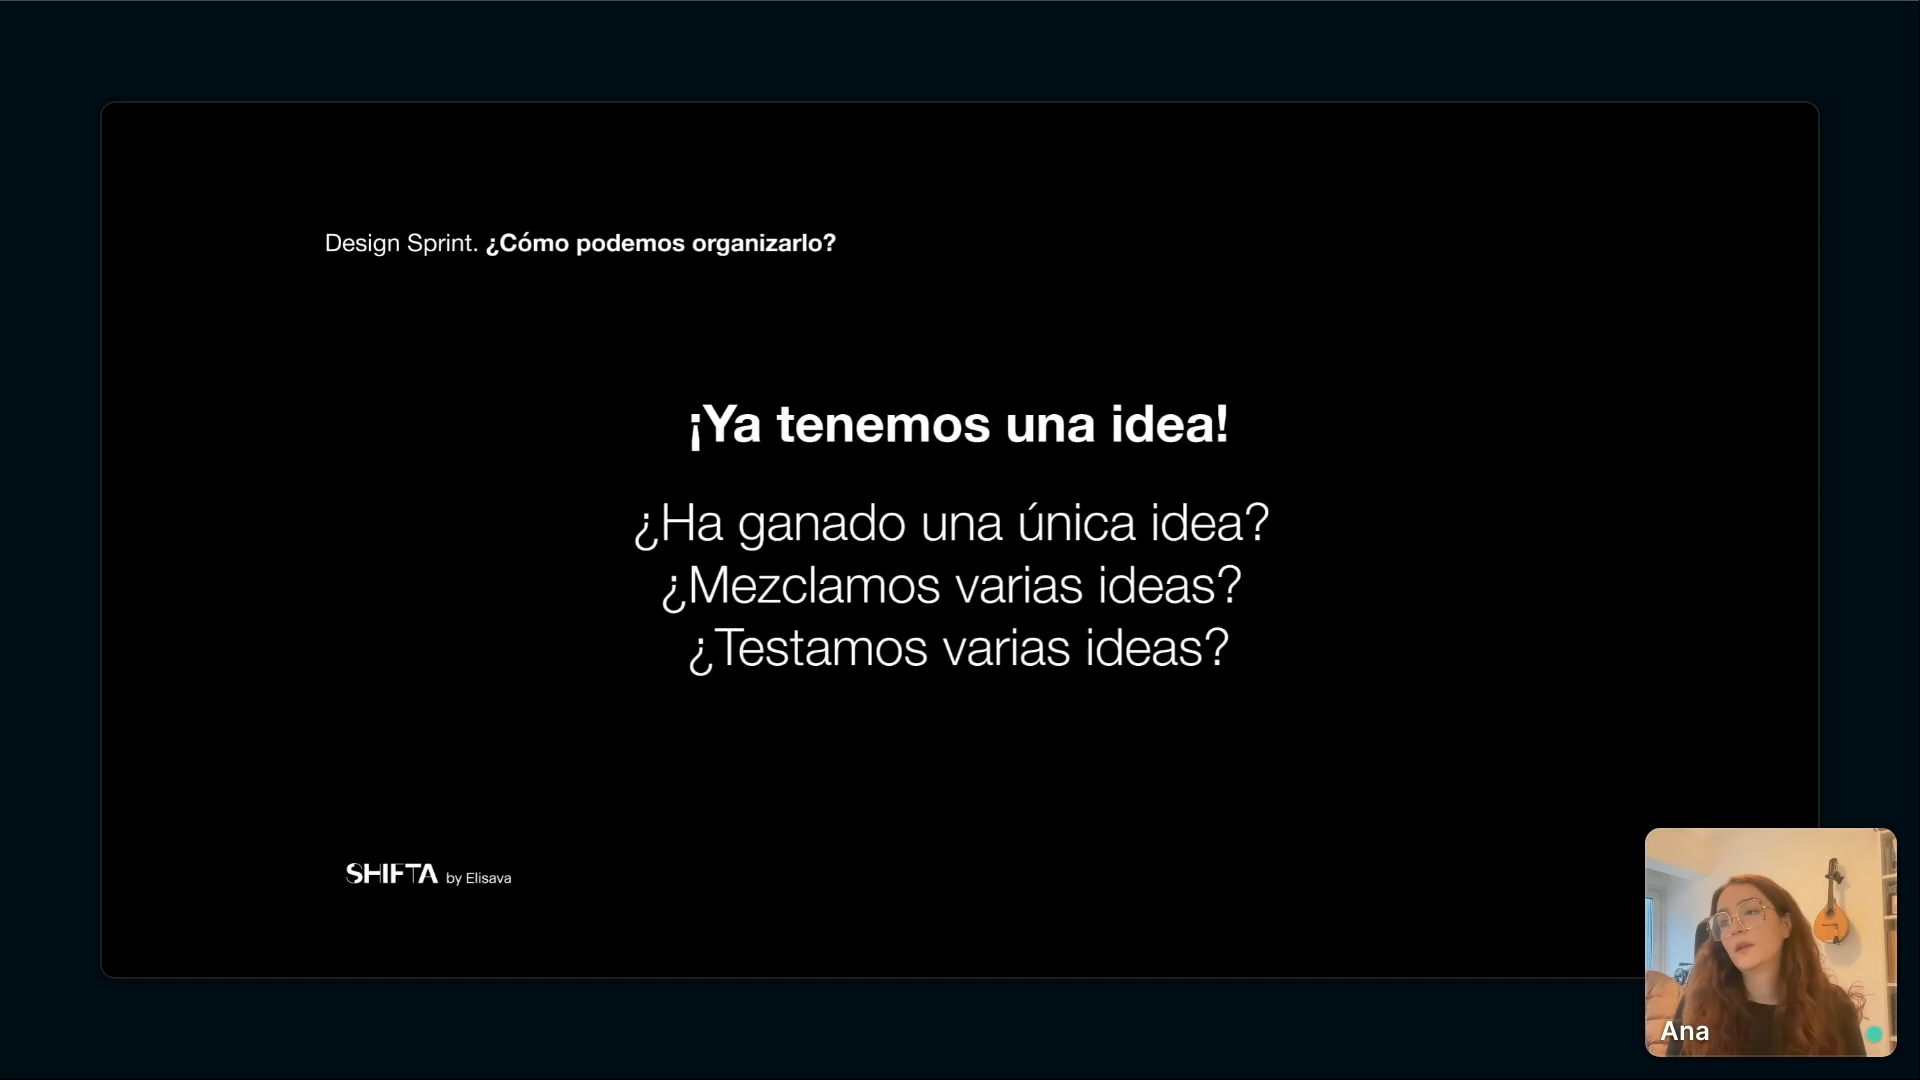 Design Sprint. ¿Cómo podemos organizarlo?
¡Ya tenemos una idea!
¿Ha ganado una única idea?
¿Mezclamos varias ideas?
¿Testamos varias ideas?
SHIFTA by Elisava
Ana